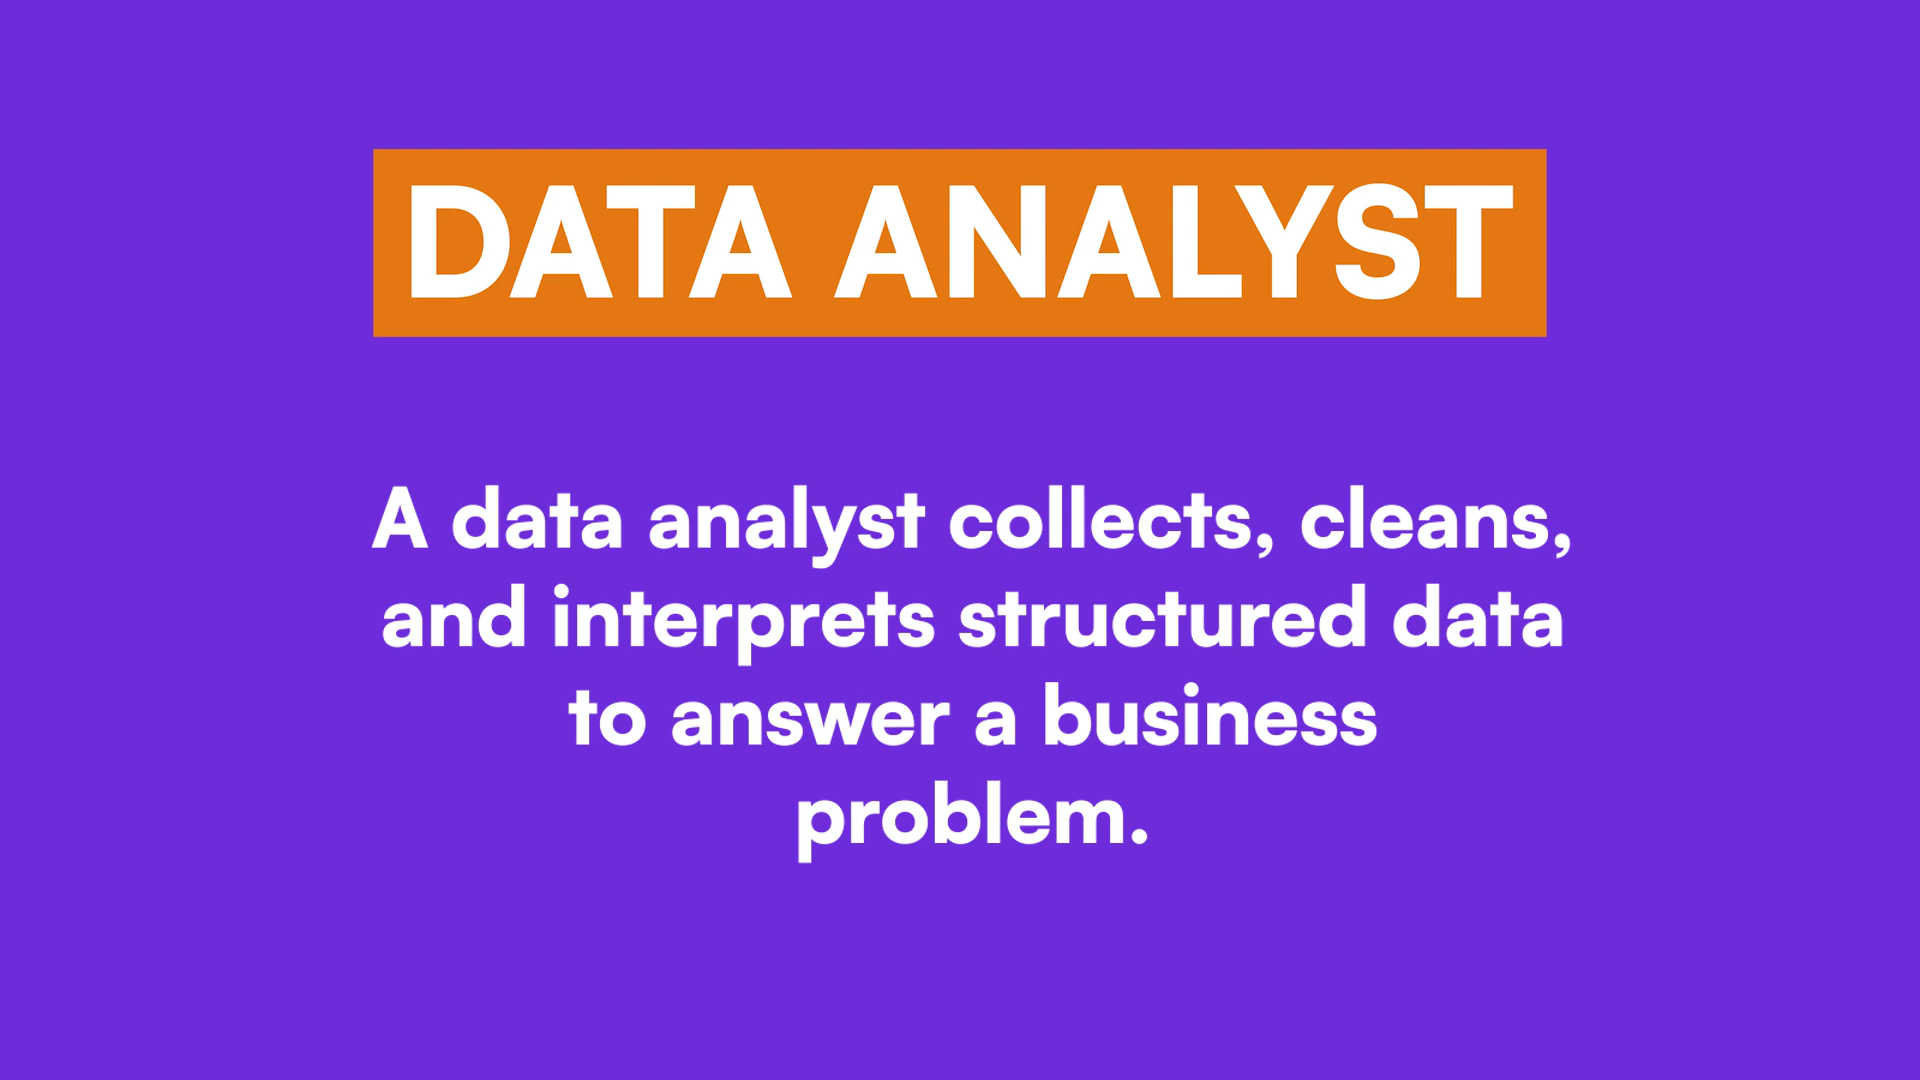 DATA ANALYST
A data analyst collects, cleans,
and interprets structured data
to answer a business
problem.